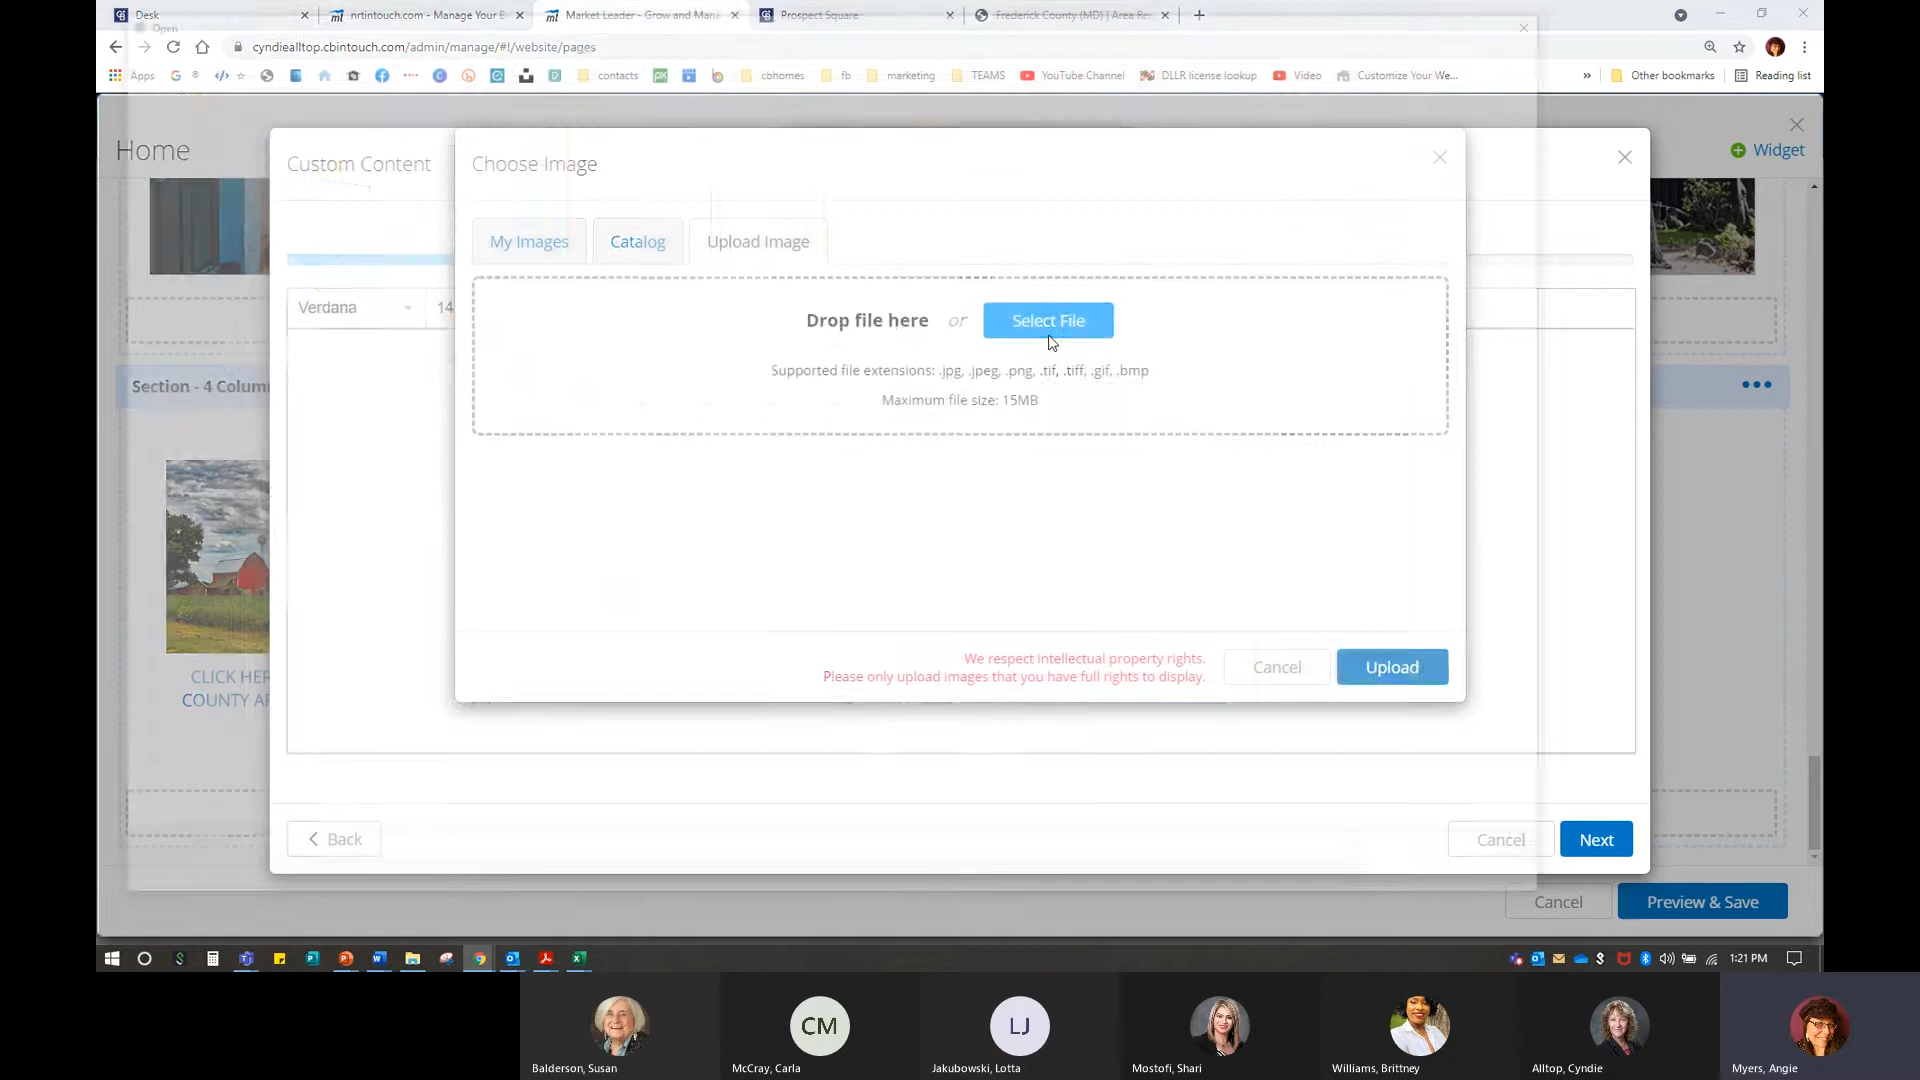 Desk
nrtintouch.com - Manage Your B
Market Leader - Grow and Mana
Prospect Square
Frederick County (MD) | Area Re
Open
cyndiealltop.cbintouch.com/admin/manage/#!/website/pages
Apps
contacts
cbhomes
fb
marketing
TEAMS
YouTube Channel
DLLR license lookup
Video
Customize Your We...
»
Other bookmarks
Reading list
Home
Widget
Custom Content
Choose Image
My Images
Catalog
Upload Image
Verdana
14
Drop file here or Select File
Supported file extensions: .jpg, .jpeg, .png, .tif, .tiff, .gif, .bmp
Maximum file size: 15MB
Section - 4 Colum
CLICK HER
COUNTY AR
We respect intellectual property rights.
Please only upload images that you have full rights to display.
Cancel
Upload
Back
Cancel
Next
Cancel
Preview & Save
1:21 PM
CM
LJ
Balderson, Susan
McCray, Carla
Jakubowski, Lotta
Mostofi, Shari
Williams, Brittney
Alltop, Cyndie
Myers, Angie